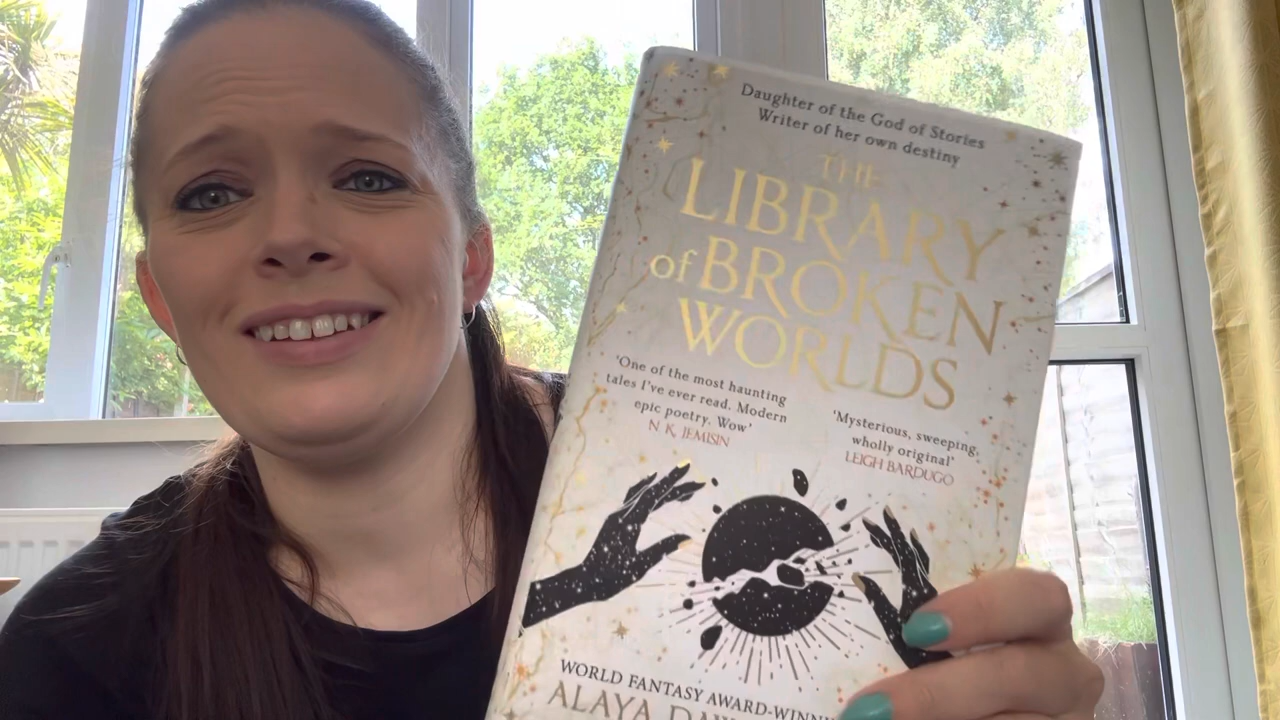 Daughter of the God of Stories
Writer of her own destiny
THE
LIBRARY
of BROKEN
WORLDS
'One of the most haunting
tales I've ever read. Modern
epic poetry. Wow'
N. K. JEMISIN
'Mysterious, sweeping,
wholly original'
LEIGH BARDUGO
WORLD FANTASY AWARD-WINNI
ALAYA DAW